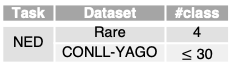 Task Dataset #class
NED Rare 4
CONLL-YAGO ≤ 30